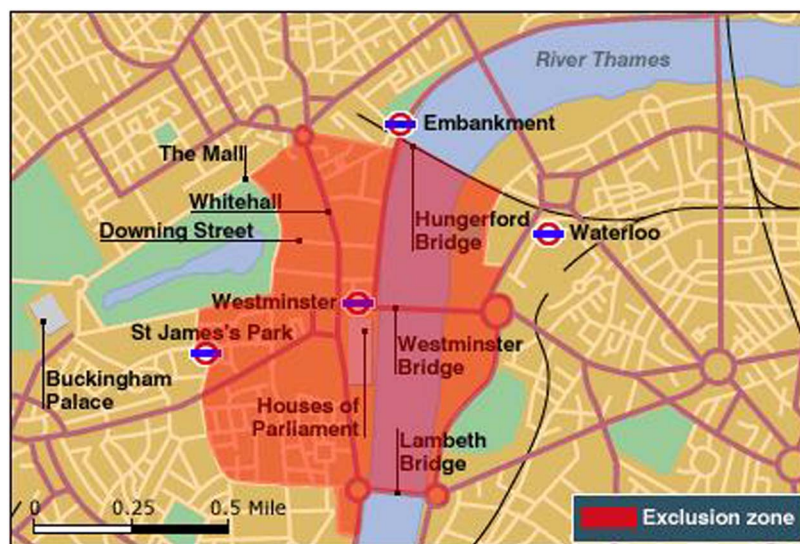 River Thames
Embankment
The Mall
Whitehall
Downing Street
Hungerford
Bridge
Waterloo
Westminster
St James's Park
Westminster
Bridge
Buckingham
Palace
Houses of
Parliament
Lambeth
Bridge
0 0.25 0.5 Mile
Exclusion zone